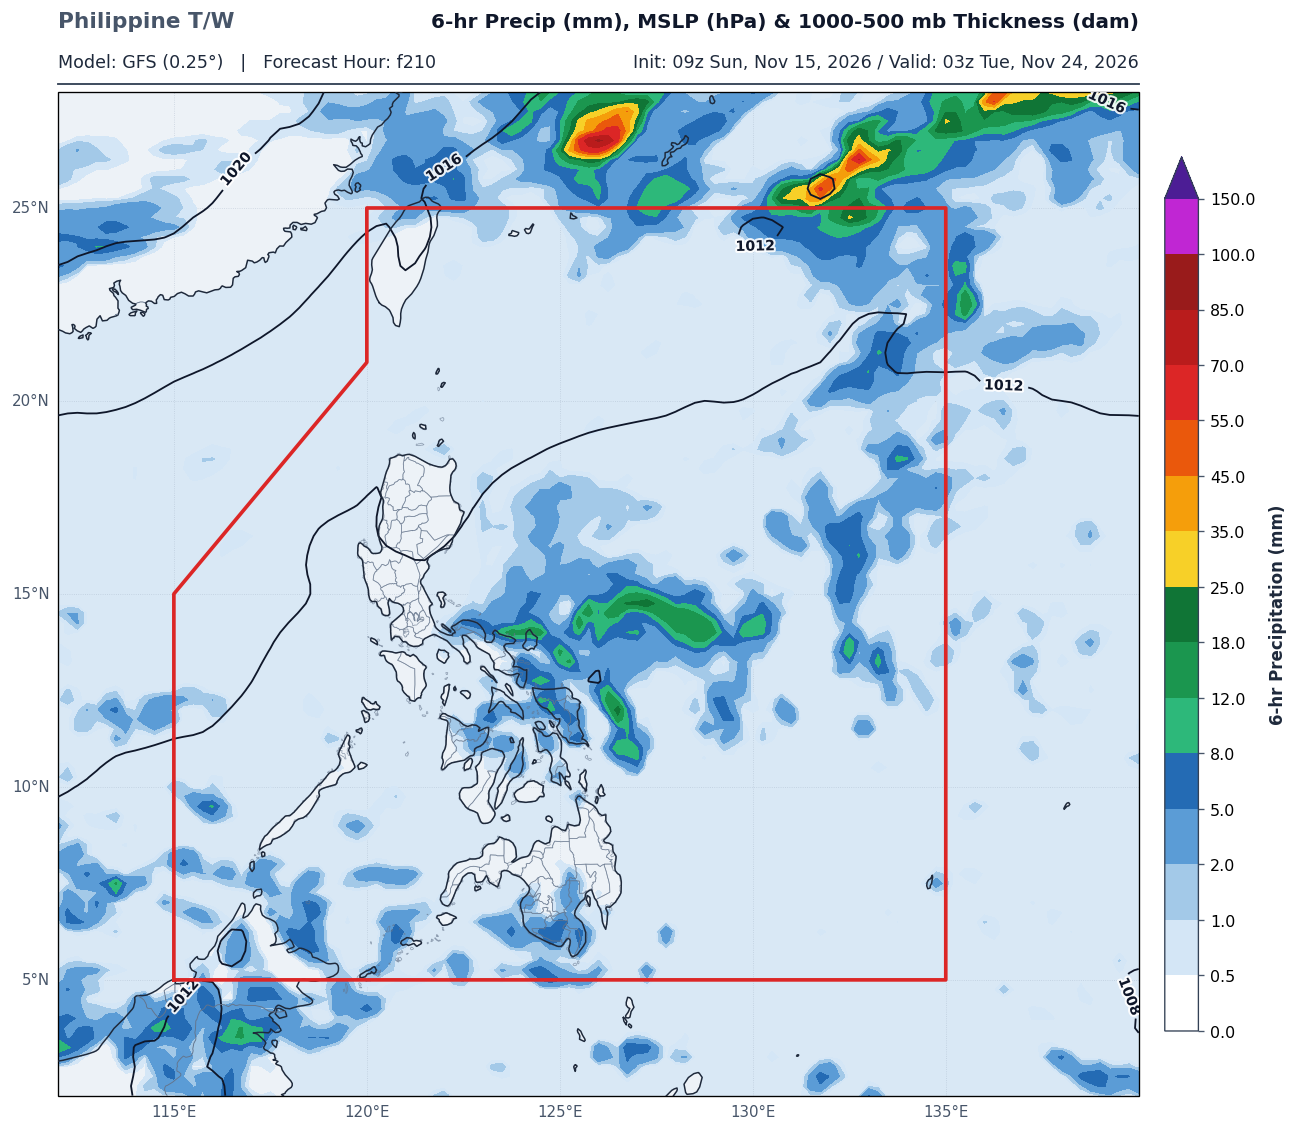 Philippine T/W
6-hr Precip (mm), MSLP (hPa) & 1000-500 mb Thickness (dam)
Model: GFS (0.25°) | Forecast Hour: f210
Init: 09z Sun, Nov 15, 2026 / Valid: 03z Tue, Nov 24, 2026
1016
1020
1016
1012
1012
1012
1008
25°N
20°N
15°N
10°N
5°N
115°E
120°E
125°E
130°E
135°E
150.0
100.0
85.0
70.0
55.0
45.0
35.0
25.0
18.0
12.0
8.0
5.0
2.0
1.0
0.5
0.0
6-hr Precipitation (mm)